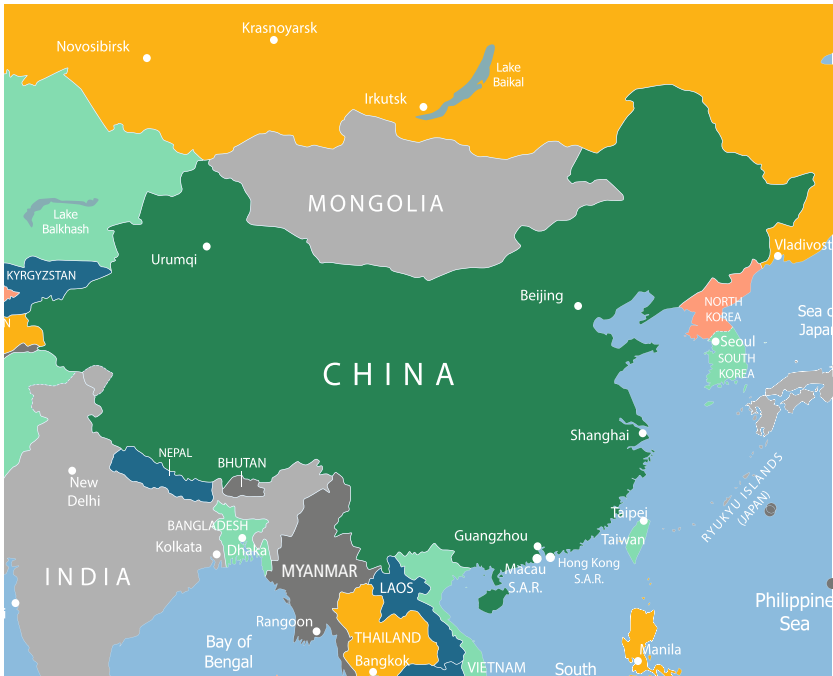 Krasnoyarsk
Novosibirsk
Lake
Baikal
Irkutsk
MONGOLIA
Lake
Balkhash
Vladivost
Urumqi
KYRGYZSTAN
Beijing
NORTH
KOREA
Sea o
Japa
N
Seoul
SOUTH
KOREA
CHINA
Shanghai
NEPAL
BHUTAN
New
Delhi
RYUKYU ISLANDS
(JAPAN)
Taipei
BANGLADESH
Guangzhou
Taiwan
Kolkata
Dhaka
Macau
S.A.R.
Hong Kong
S.A.R.
INDIA
MYANMAR
LAOS
Philippine
Sea
i
Rangoon
THAILAND
Bay of
Bengal
Manila
Bangkok
VIETNAM
South